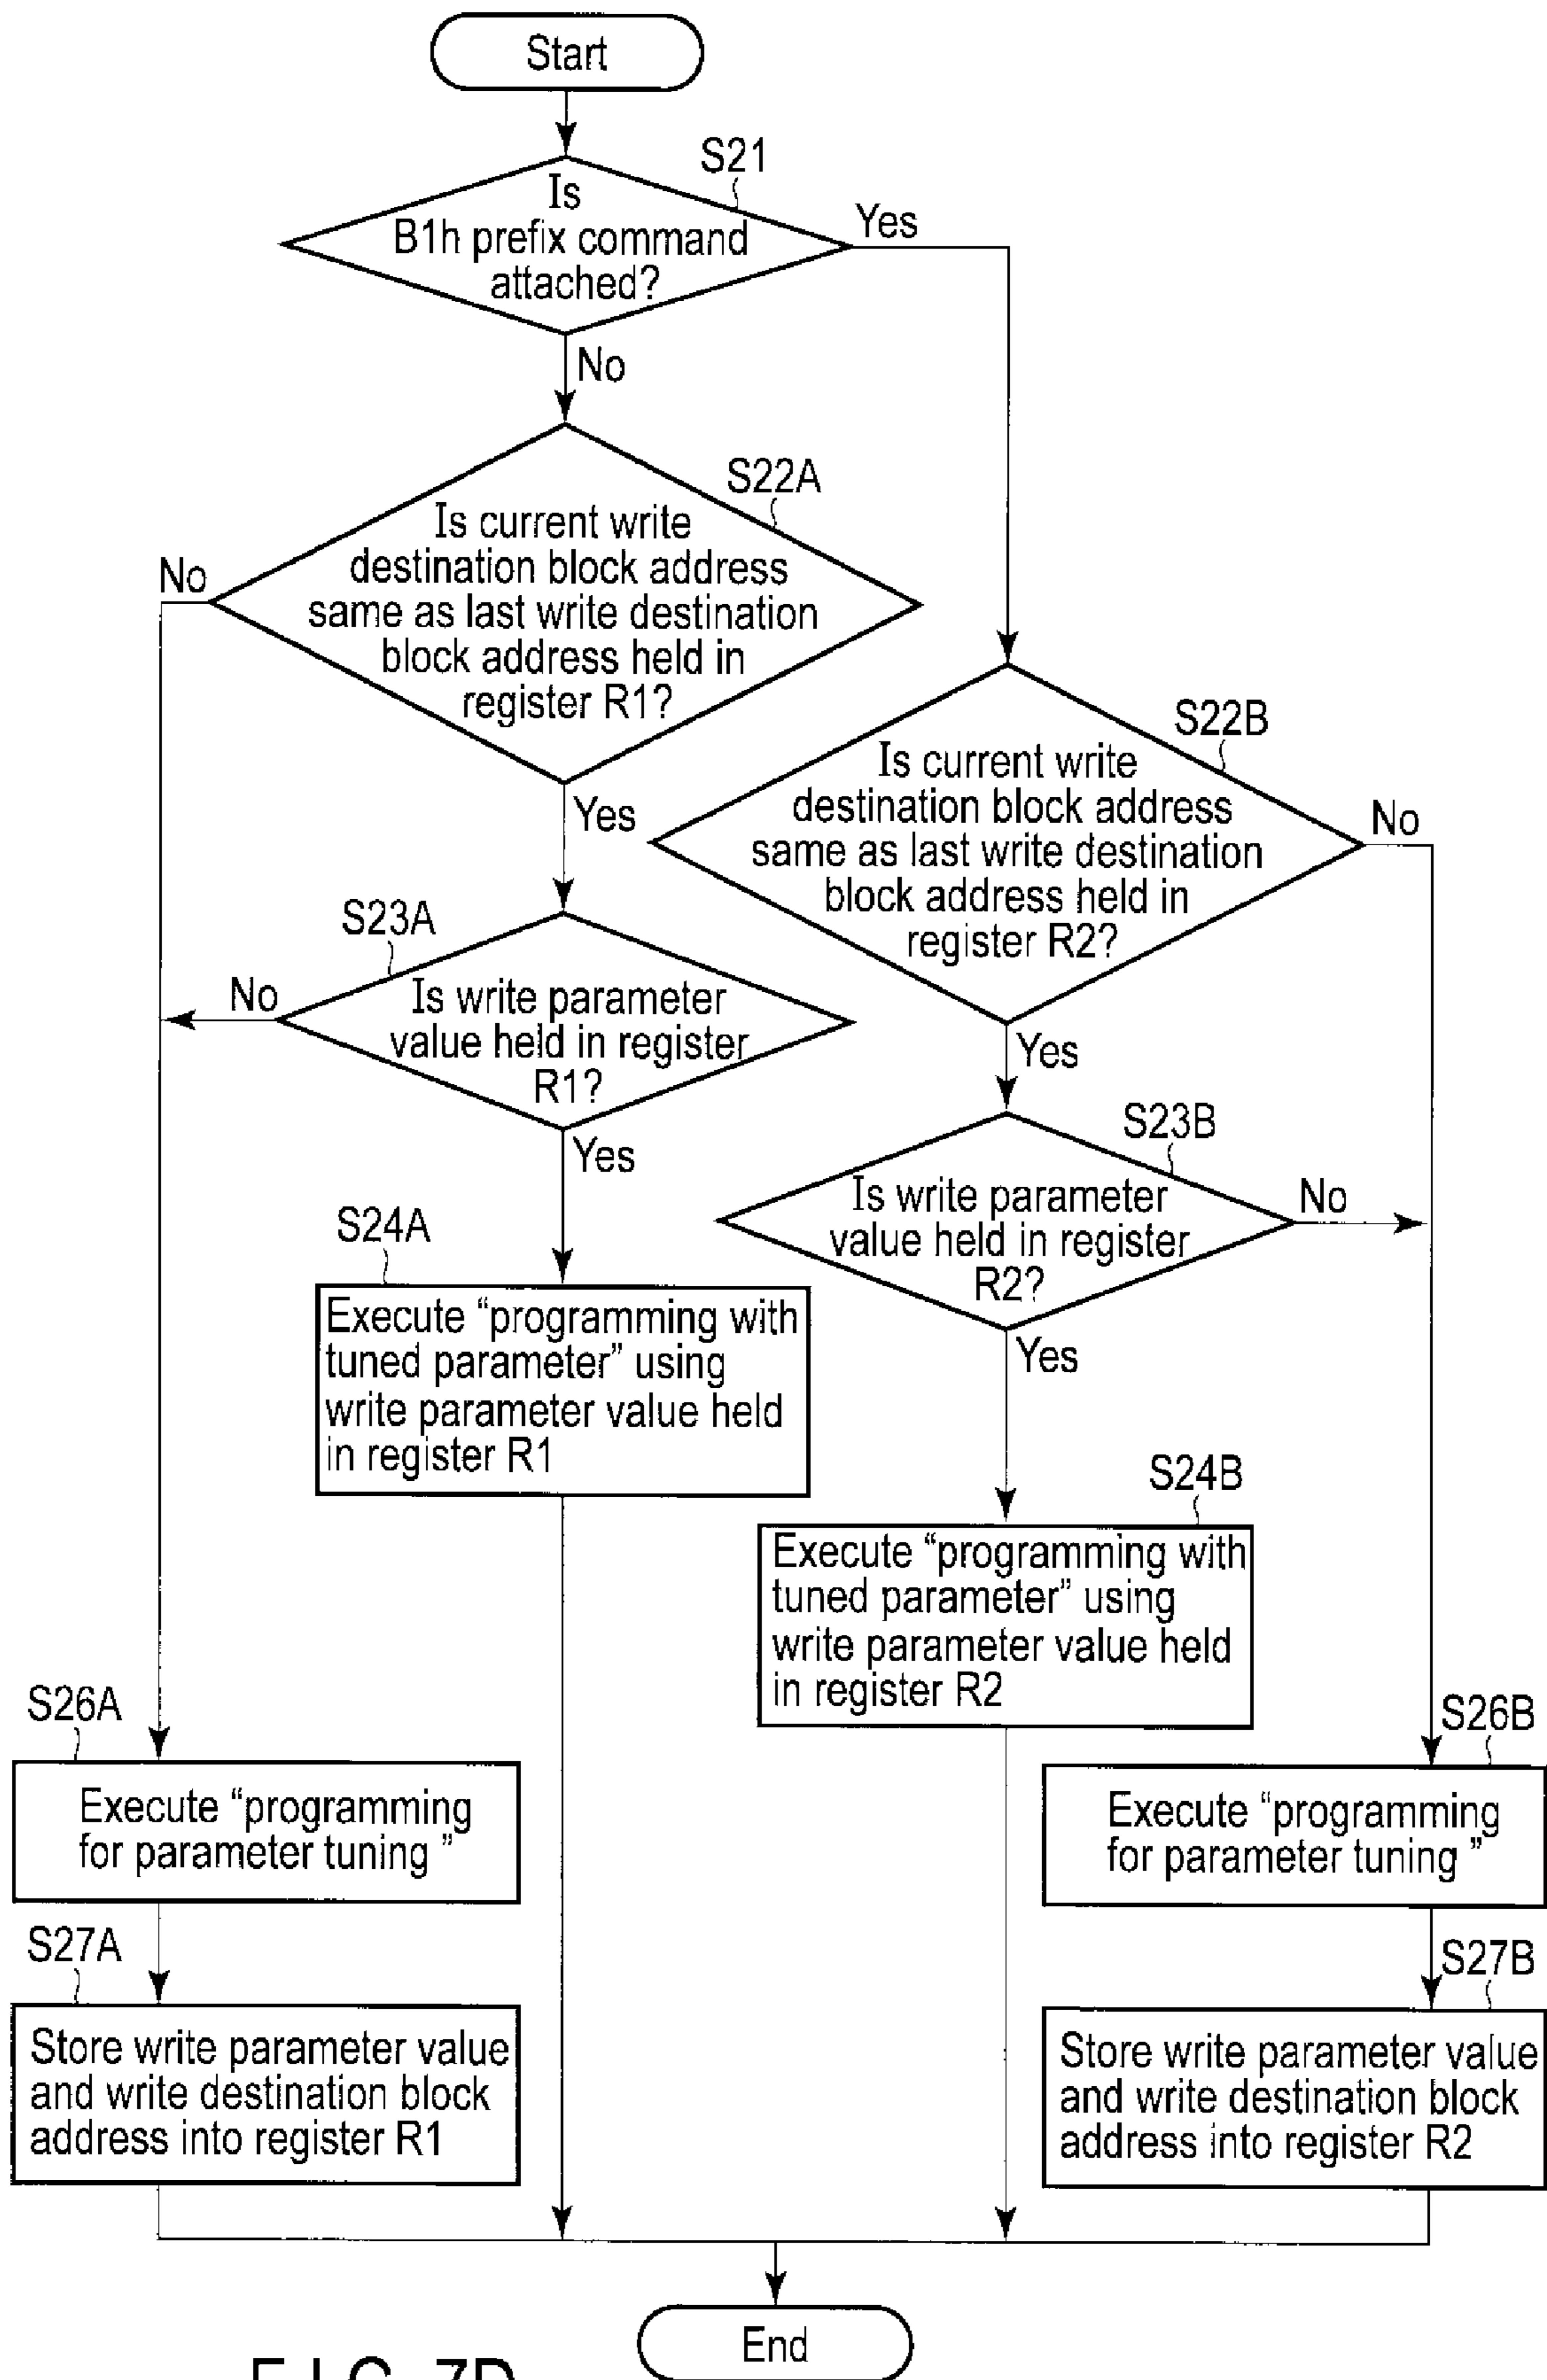 Start
S21
Is
B1h prefix command
attached?
Yes
No
S22A
Is current write
destination block address
same as last write destination
block address held in
register R1?
No
Yes
S22B
Is current write
destination block address
same as last write destination
block address held in
register R2?
No
Yes
S23A
Is write parameter
value held in register
R1?
No
Yes
S23B
Is write parameter
value held in register
R2?
No
Yes
S24A
Execute “programming with
tuned parameter” using
write parameter value held
in register R1
S24B
Execute “programming with
tuned parameter” using
write parameter value held
in register R2
S26A
Execute “programming
for parameter tuning ”
S26B
Execute “programming
for parameter tuning ”
S27A
Store write parameter value
and write destination block
address into register R1
S27B
Store write parameter value
and write destination block
address into register R2
End